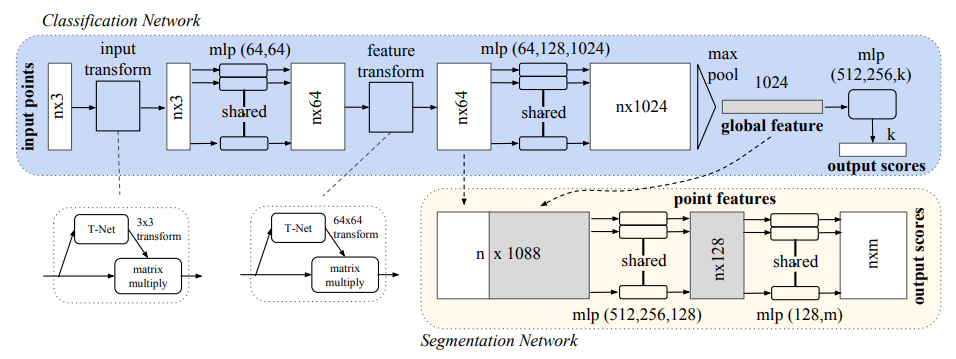 Classification Network
input points
nx3
input
transform
nx3
mlp (64,64)
shared
nx64
feature
transform
nx64
mlp (64,128,1024)
shared
nx1024
max
pool
1024
global feature
mlp
(512,256,k)
k
output scores
T-Net
3x3
transform
matrix
multiply
T-Net
64x64
transform
matrix
multiply
point features
n x 1088
shared
mlp (512,256,128)
nx128
shared
mlp (128,m)
nxm
output scores
Segmentation Network